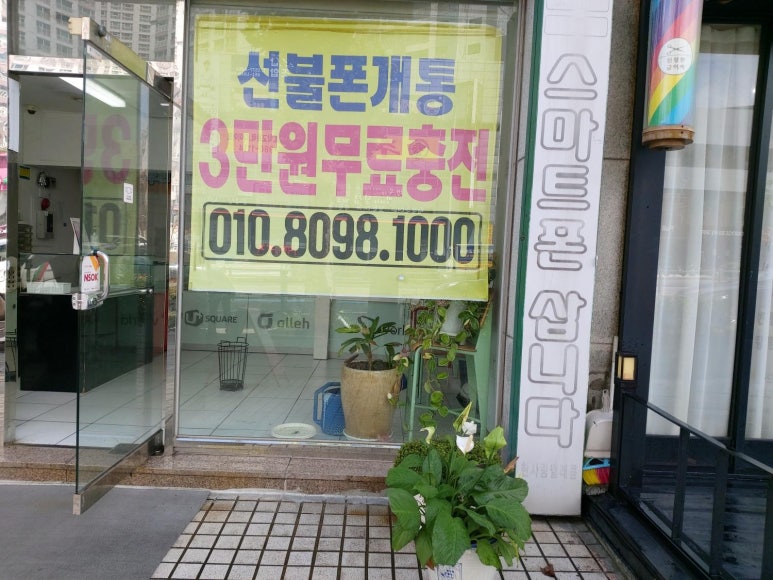 선불폰개통
3만원무료충전
010.8098.1000
스마트폰 삽니다
NSOK
U
SQUARE
olleh